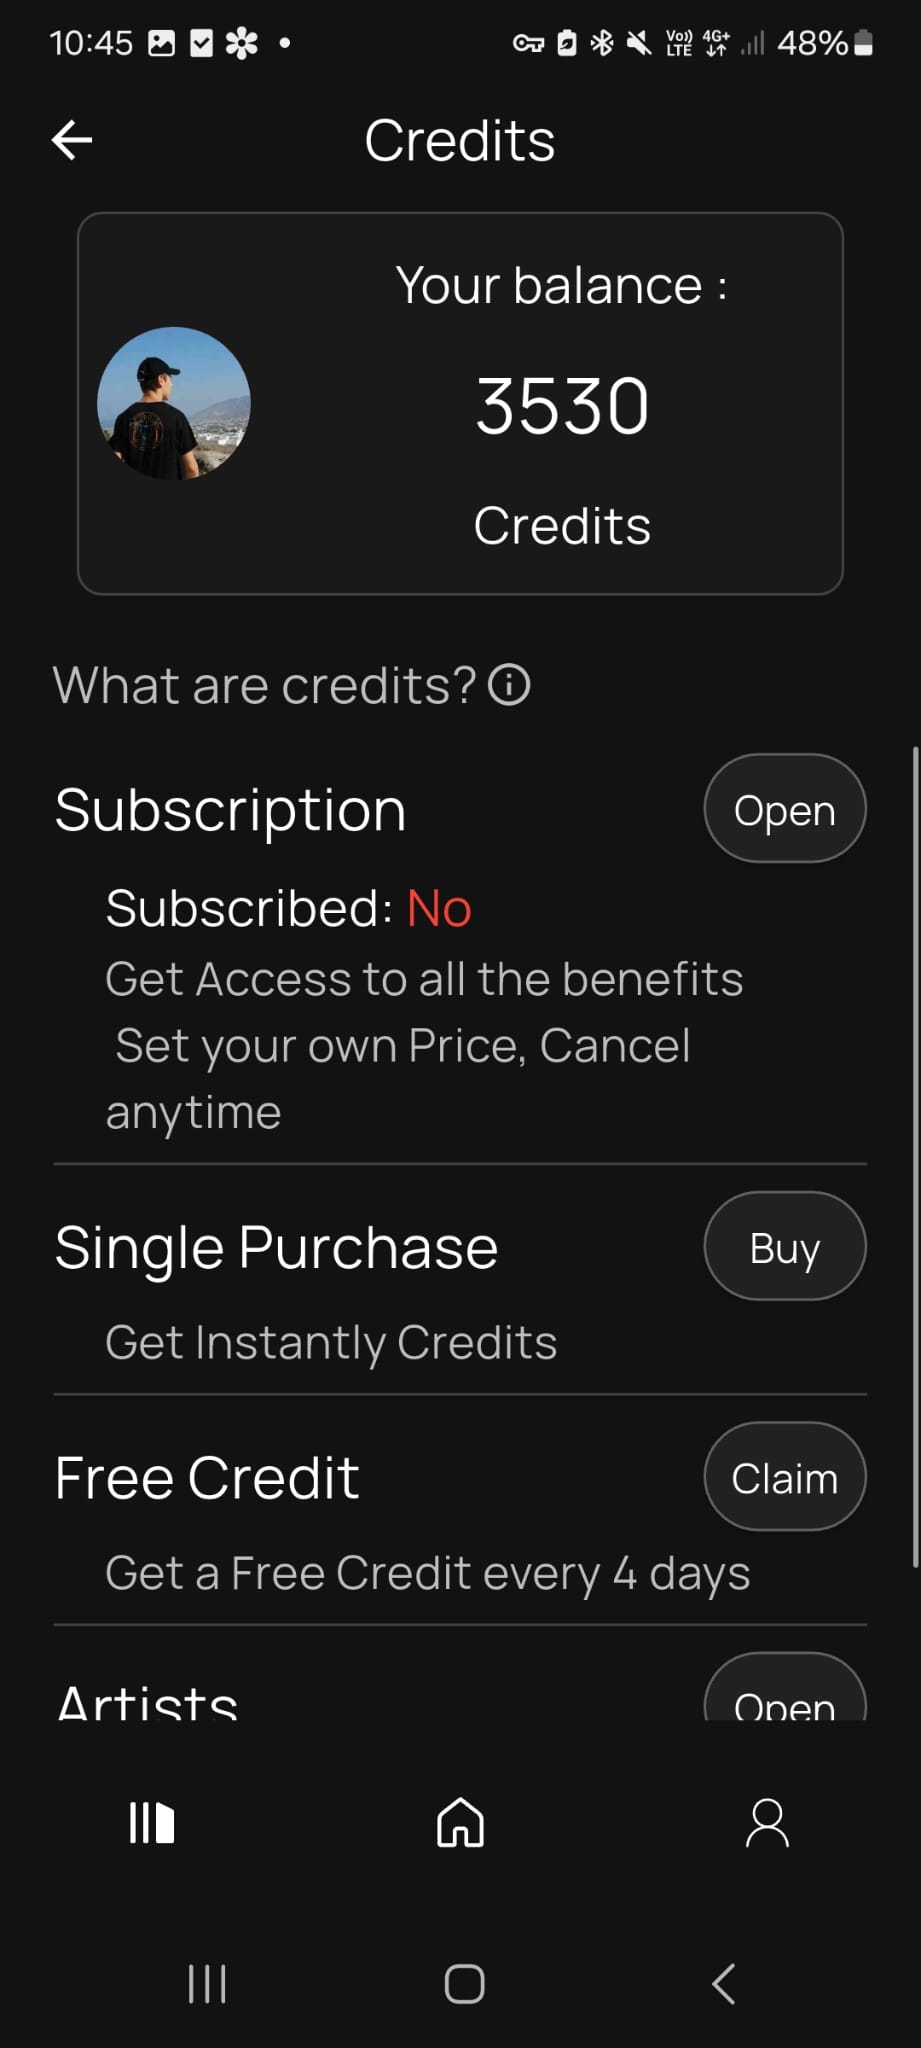 10:45
Vo)) LTE 4G+ 48%
Credits
Your balance :
3530
Credits
What are credits?
Subscription
Open
Subscribed: No
Get Access to all the benefits
Set your own Price, Cancel
anytime
Single Purchase
Buy
Get Instantly Credits
Free Credit
Claim
Get a Free Credit every 4 days
Artists
Open